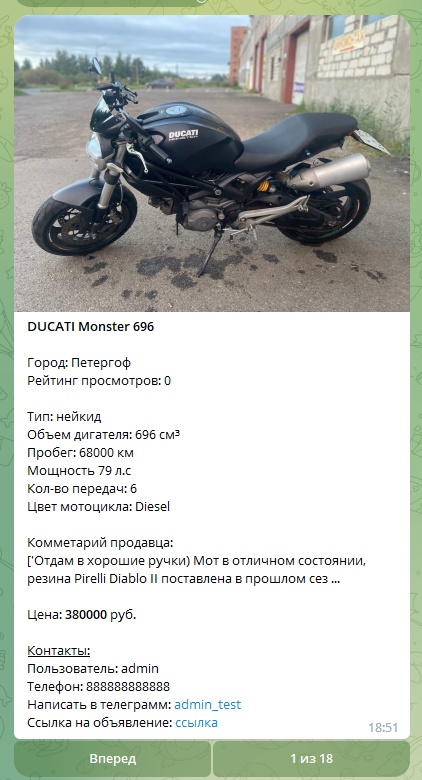 DUCATI
DUCATI Monster 696
Город: Петергоф
Рейтинг просмотров: 0
Тип: нейкид
Объем дигателя: 696 см³
Пробег: 68000 км
Мощность 79 л.с
Кол-во передач: 6
Цвет мотоцикла: Diesel
Комметарий продавца:
['Отдам в хорошие ручки) Мот в отличном состоянии,
резина Pirelli Diablo II поставлена в прошлом сез ...
Цена: 380000 руб.
Контакты:
Пользователь: admin
Телефон: 888888888888
Написать в телеграмм: admin_test
Ссылка на объявление: ссылка
18:51
Вперед
1 из 18